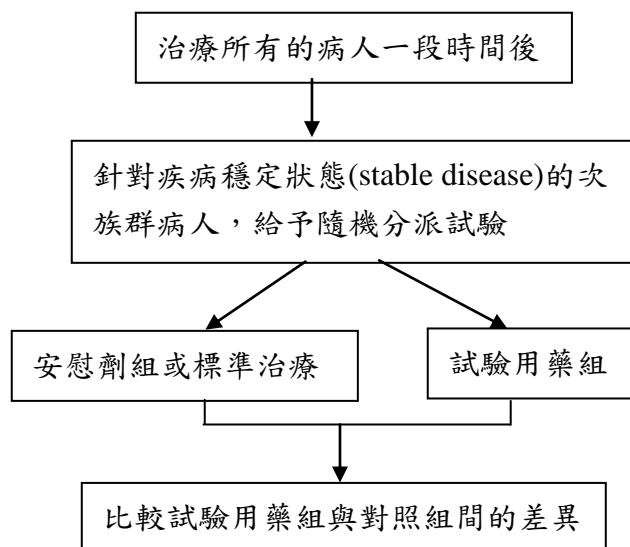 治療所有的病人一段時間後
針對疾病穩定狀態(stable disease)的次
族群病人，給予隨機分派試驗
安慰劑組或標準治療
試驗用藥組
比較試驗用藥組與對照組間的差異